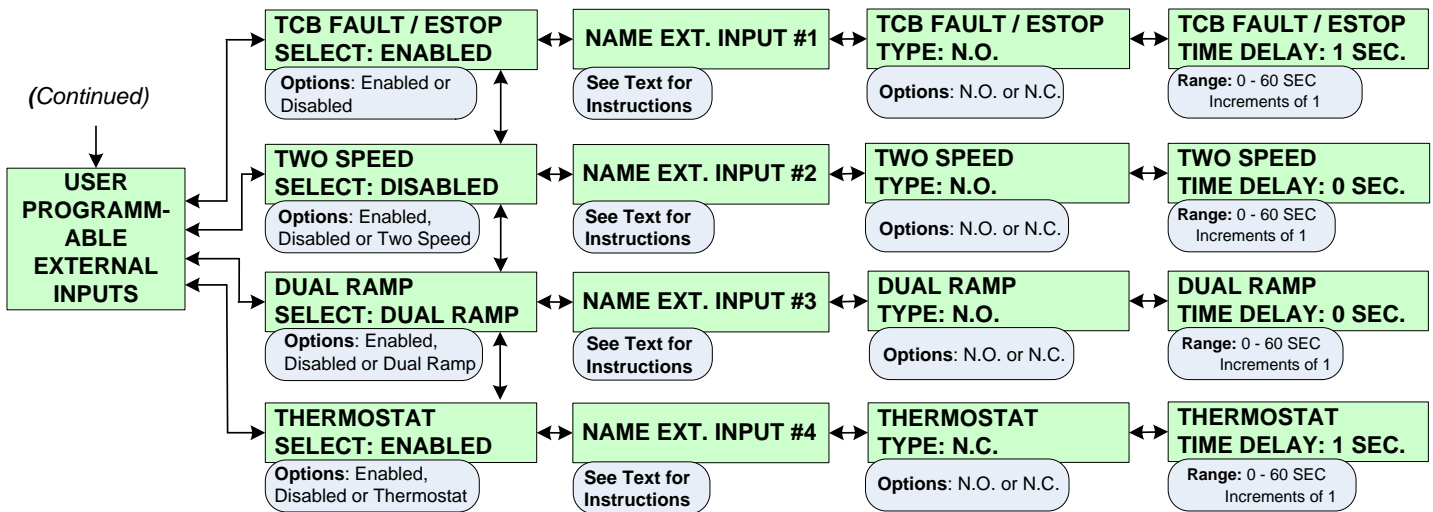 (Continued)
USER
PROGRAMM-
ABLE
EXTERNAL
INPUTS
TCB FAULT / ESTOP
SELECT: ENABLED
Options: Enabled or
Disabled
NAME EXT. INPUT #1
See Text for
Instructions
TCB FAULT / ESTOP
TYPE: N.O.
Options: N.O. or N.C.
TCB FAULT / ESTOP
TIME DELAY: 1 SEC.
Range: 0 - 60 SEC
Increments of 1
TWO SPEED
SELECT: DISABLED
Options: Enabled,
Disabled or Two Speed
NAME EXT. INPUT #2
See Text for
Instructions
TWO SPEED
TYPE: N.O.
Options: N.O. or N.C.
TWO SPEED
TIME DELAY: 0 SEC.
Range: 0 - 60 SEC
Increments of 1
DUAL RAMP
SELECT: DUAL RAMP
Options: Enabled,
Disabled or Dual Ramp
NAME EXT. INPUT #3
See Text for
Instructions
DUAL RAMP
TYPE: N.O.
Options: N.O. or N.C.
DUAL RAMP
TIME DELAY: 0 SEC.
Range: 0 - 60 SEC
Increments of 1
THERMOSTAT
SELECT: ENABLED
Options: Enabled,
Disabled or Thermostat
NAME EXT. INPUT #4
See Text for
Instructions
THERMOSTAT
TYPE: N.C.
Options: N.O. or N.C.
THERMOSTAT
TIME DELAY: 1 SEC.
Range: 0 - 60 SEC
Increments of 1